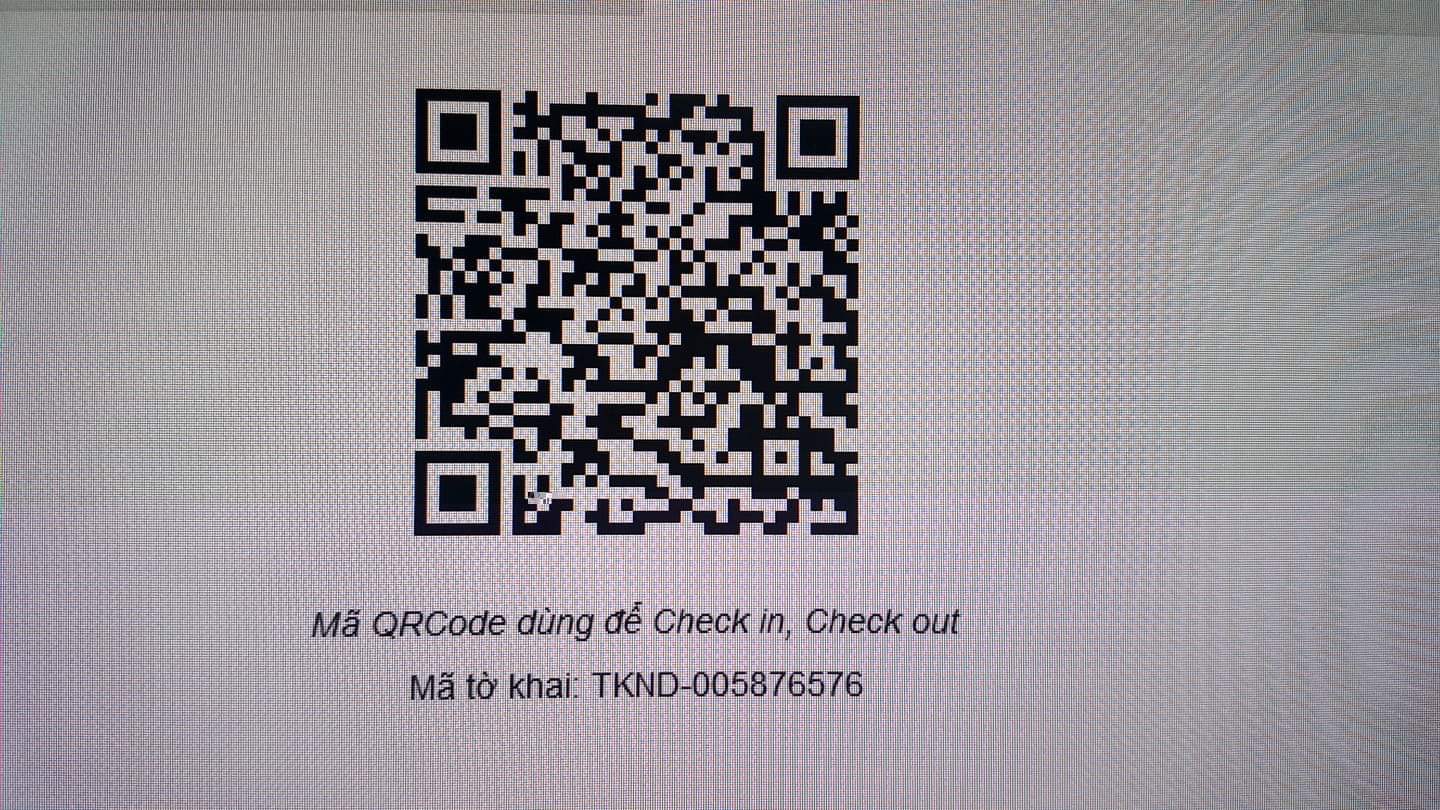 Mã QRCode dùng để Check in, Check out
Mã tờ khai: TKND-005876576